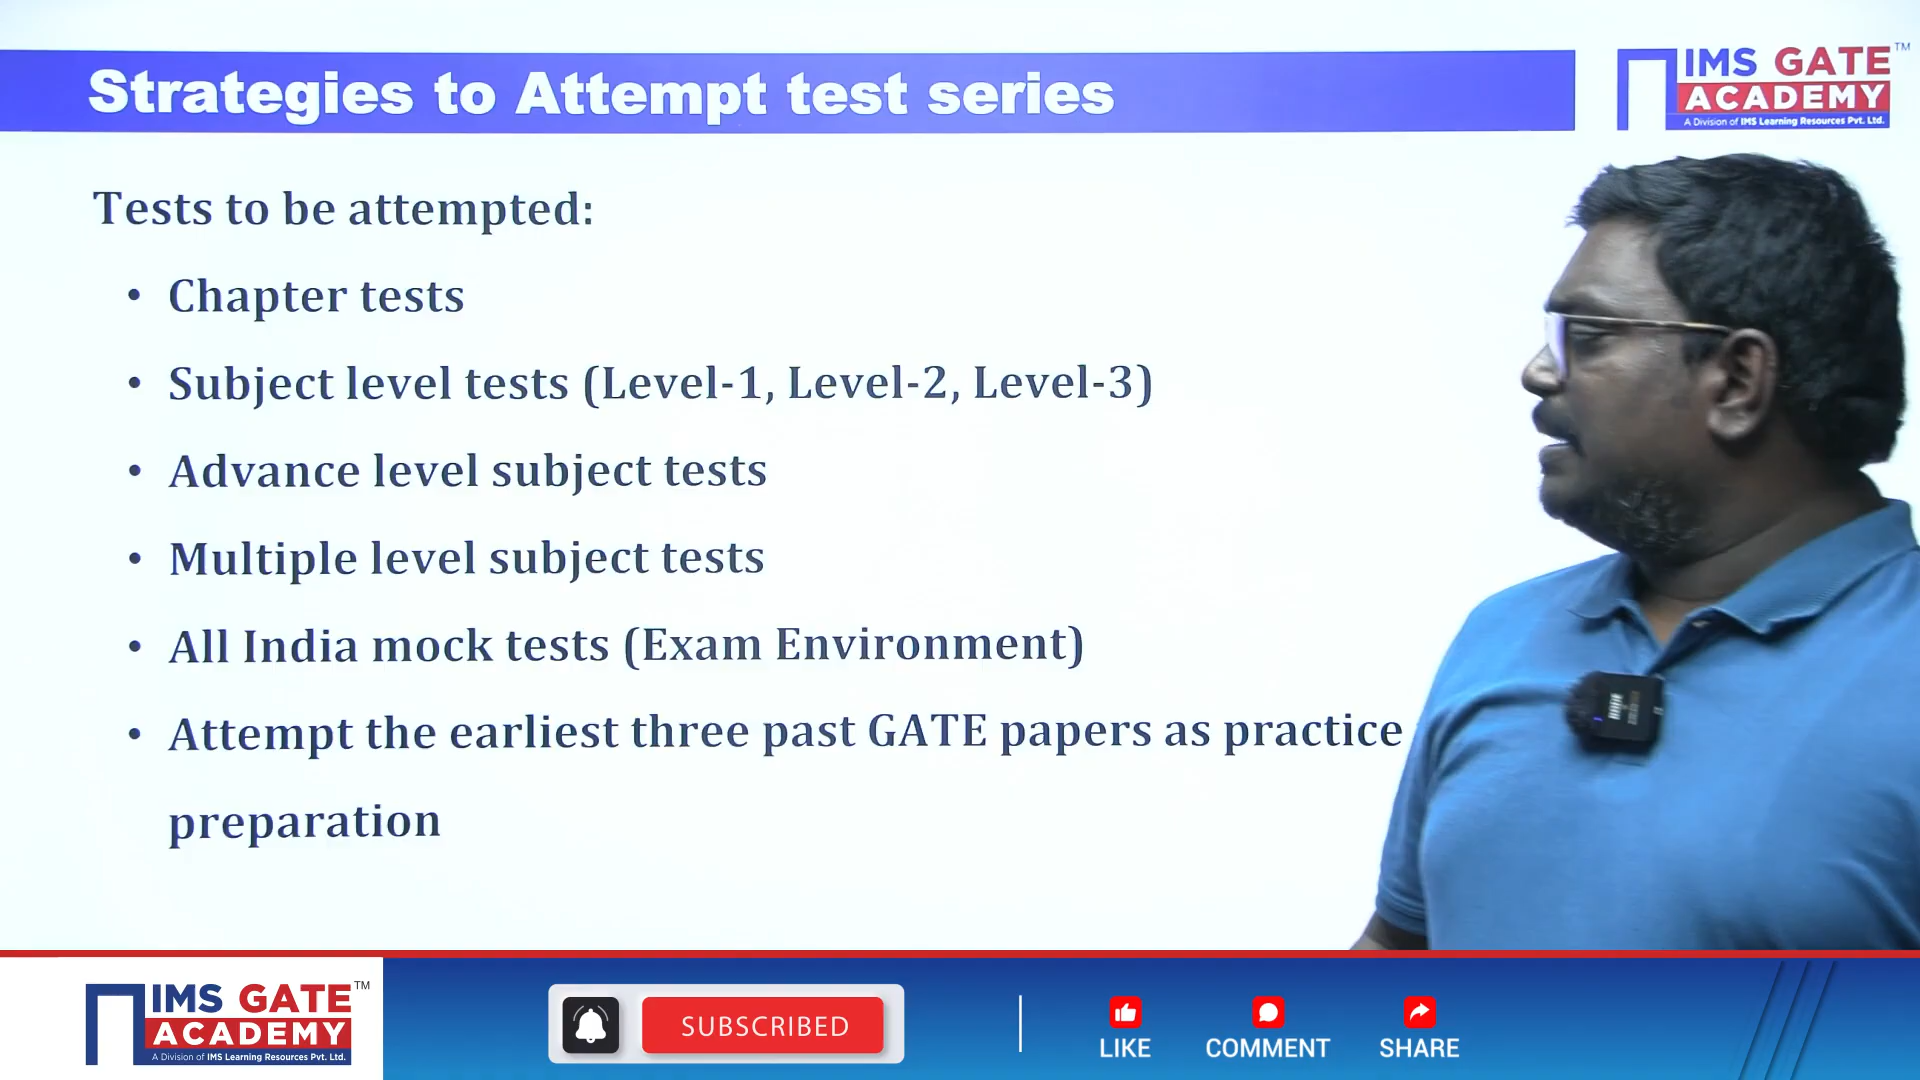 Strategies to Attempt test series
IMS GATE TM
ACADEMY
A Division of IMS Learning Resources Pvt. Ltd.
Tests to be attempted:
• Chapter tests
• Subject level tests (Level-1, Level-2, Level-3)
• Advance level subject tests
• Multiple level subject tests
• All India mock tests (Exam Environment)
• Attempt the earliest three past GATE papers as practice
preparation
IMS GATE TM
ACADEMY
A Division of IMS Learning Resources Pvt. Ltd.
SUBSCRIBED
LIKE
COMMENT
SHARE